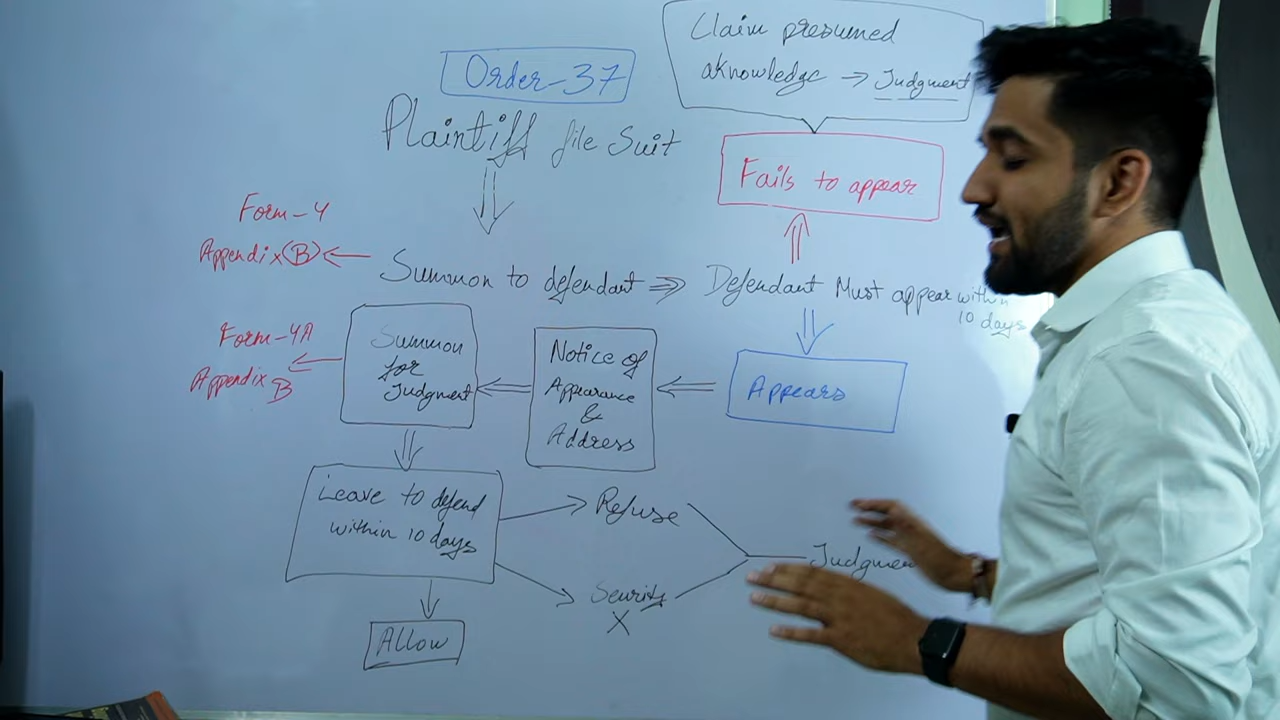 Order-37
Claim presumed
aknowledge → Judgment
Plaintiff file Suit
Fails to appear
Form-4
Appendix (B) ←
Summon to defendant ⇒ Defendant Must appear within
10 days
Form-4A
Appendix B
Summon
for
Judgment
Notice of
Appearance
&
Address
Appears
Leave to defend
within 10 days
Refuse
Judgmen
Security
X
Allow